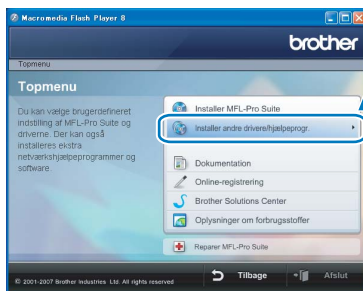 Macromedia Flash Player 8
brother
Topmenu
Topmenu
Du kan vælge brugerdefineret
indstilling af MFL-Pro Suite og
driverne. Der kan også
installeres ekstra
netværkshjælpeprogrammer og
software.
Installer MFL-Pro Suite
Installer andre drivere/hjælpeprogr.
Dokumentation
Online-registrering
Brother Solutions Center
Oplysninger om forbrugsstoffer
Reparer MFL-Pro Suite
© 2001-2007 Brother Industries Ltd. All rights reserved
Tilbage
Afslut